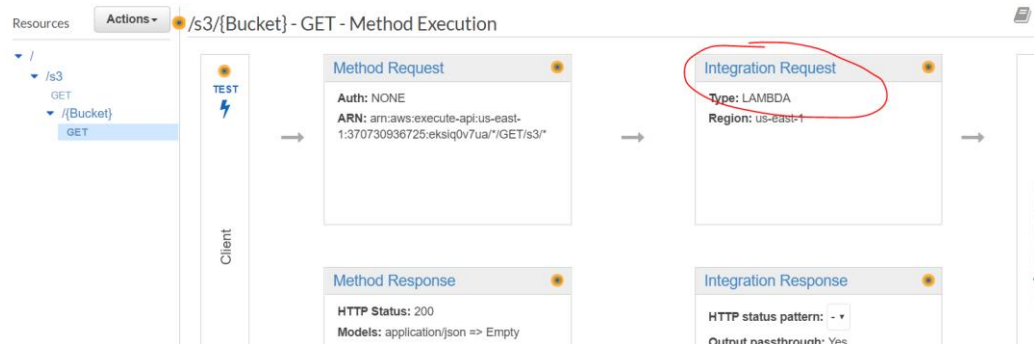 Resources
Actions
/s3/{Bucket} - GET - Method Execution
/
/s3
GET
/{Bucket}
GET
TEST
Client
Method Request
Auth: NONE
ARN: arn:aws:execute-api:us-east-
1:370730936725:eksiq0v7ua/*/GET/s3/*
Integration Request
Type: LAMBDA
Region: us-east-1
Method Response
HTTP Status: 200
Models: application/json => Empty
Integration Response
HTTP status pattern: -
Output passthrough: Yes